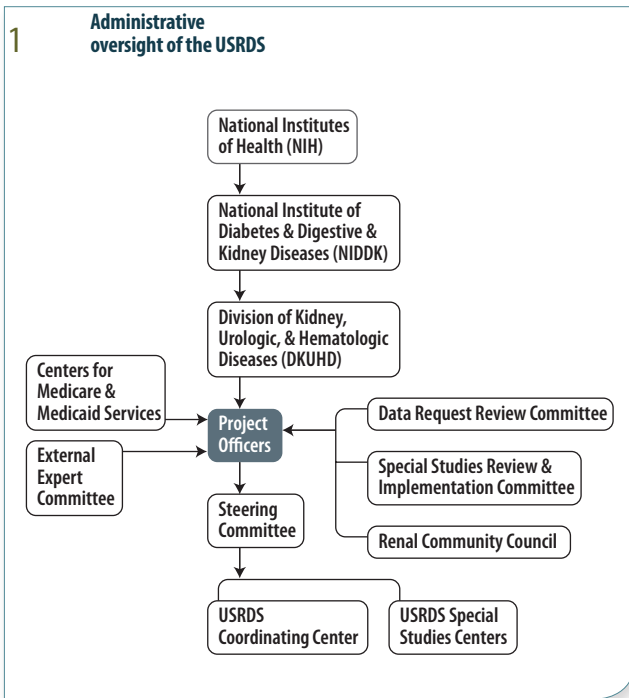 1
Administrative
oversight of the USRDS
National Institutes
of Health (NIH)
National Institute of
Diabetes & Digestive &
Kidney Diseases (NIDDK)
Division of Kidney,
Urologic, & Hematologic
Diseases (DKUHD)
Centers for
Medicare &
Medicaid Services
External
Expert
Committee
Project
Officers
Data Request Review Committee
Special Studies Review &
Implementation Committee
Renal Community Council
Steering
Committee
USRDS
Coordinating Center
USRDS Special
Studies Centers